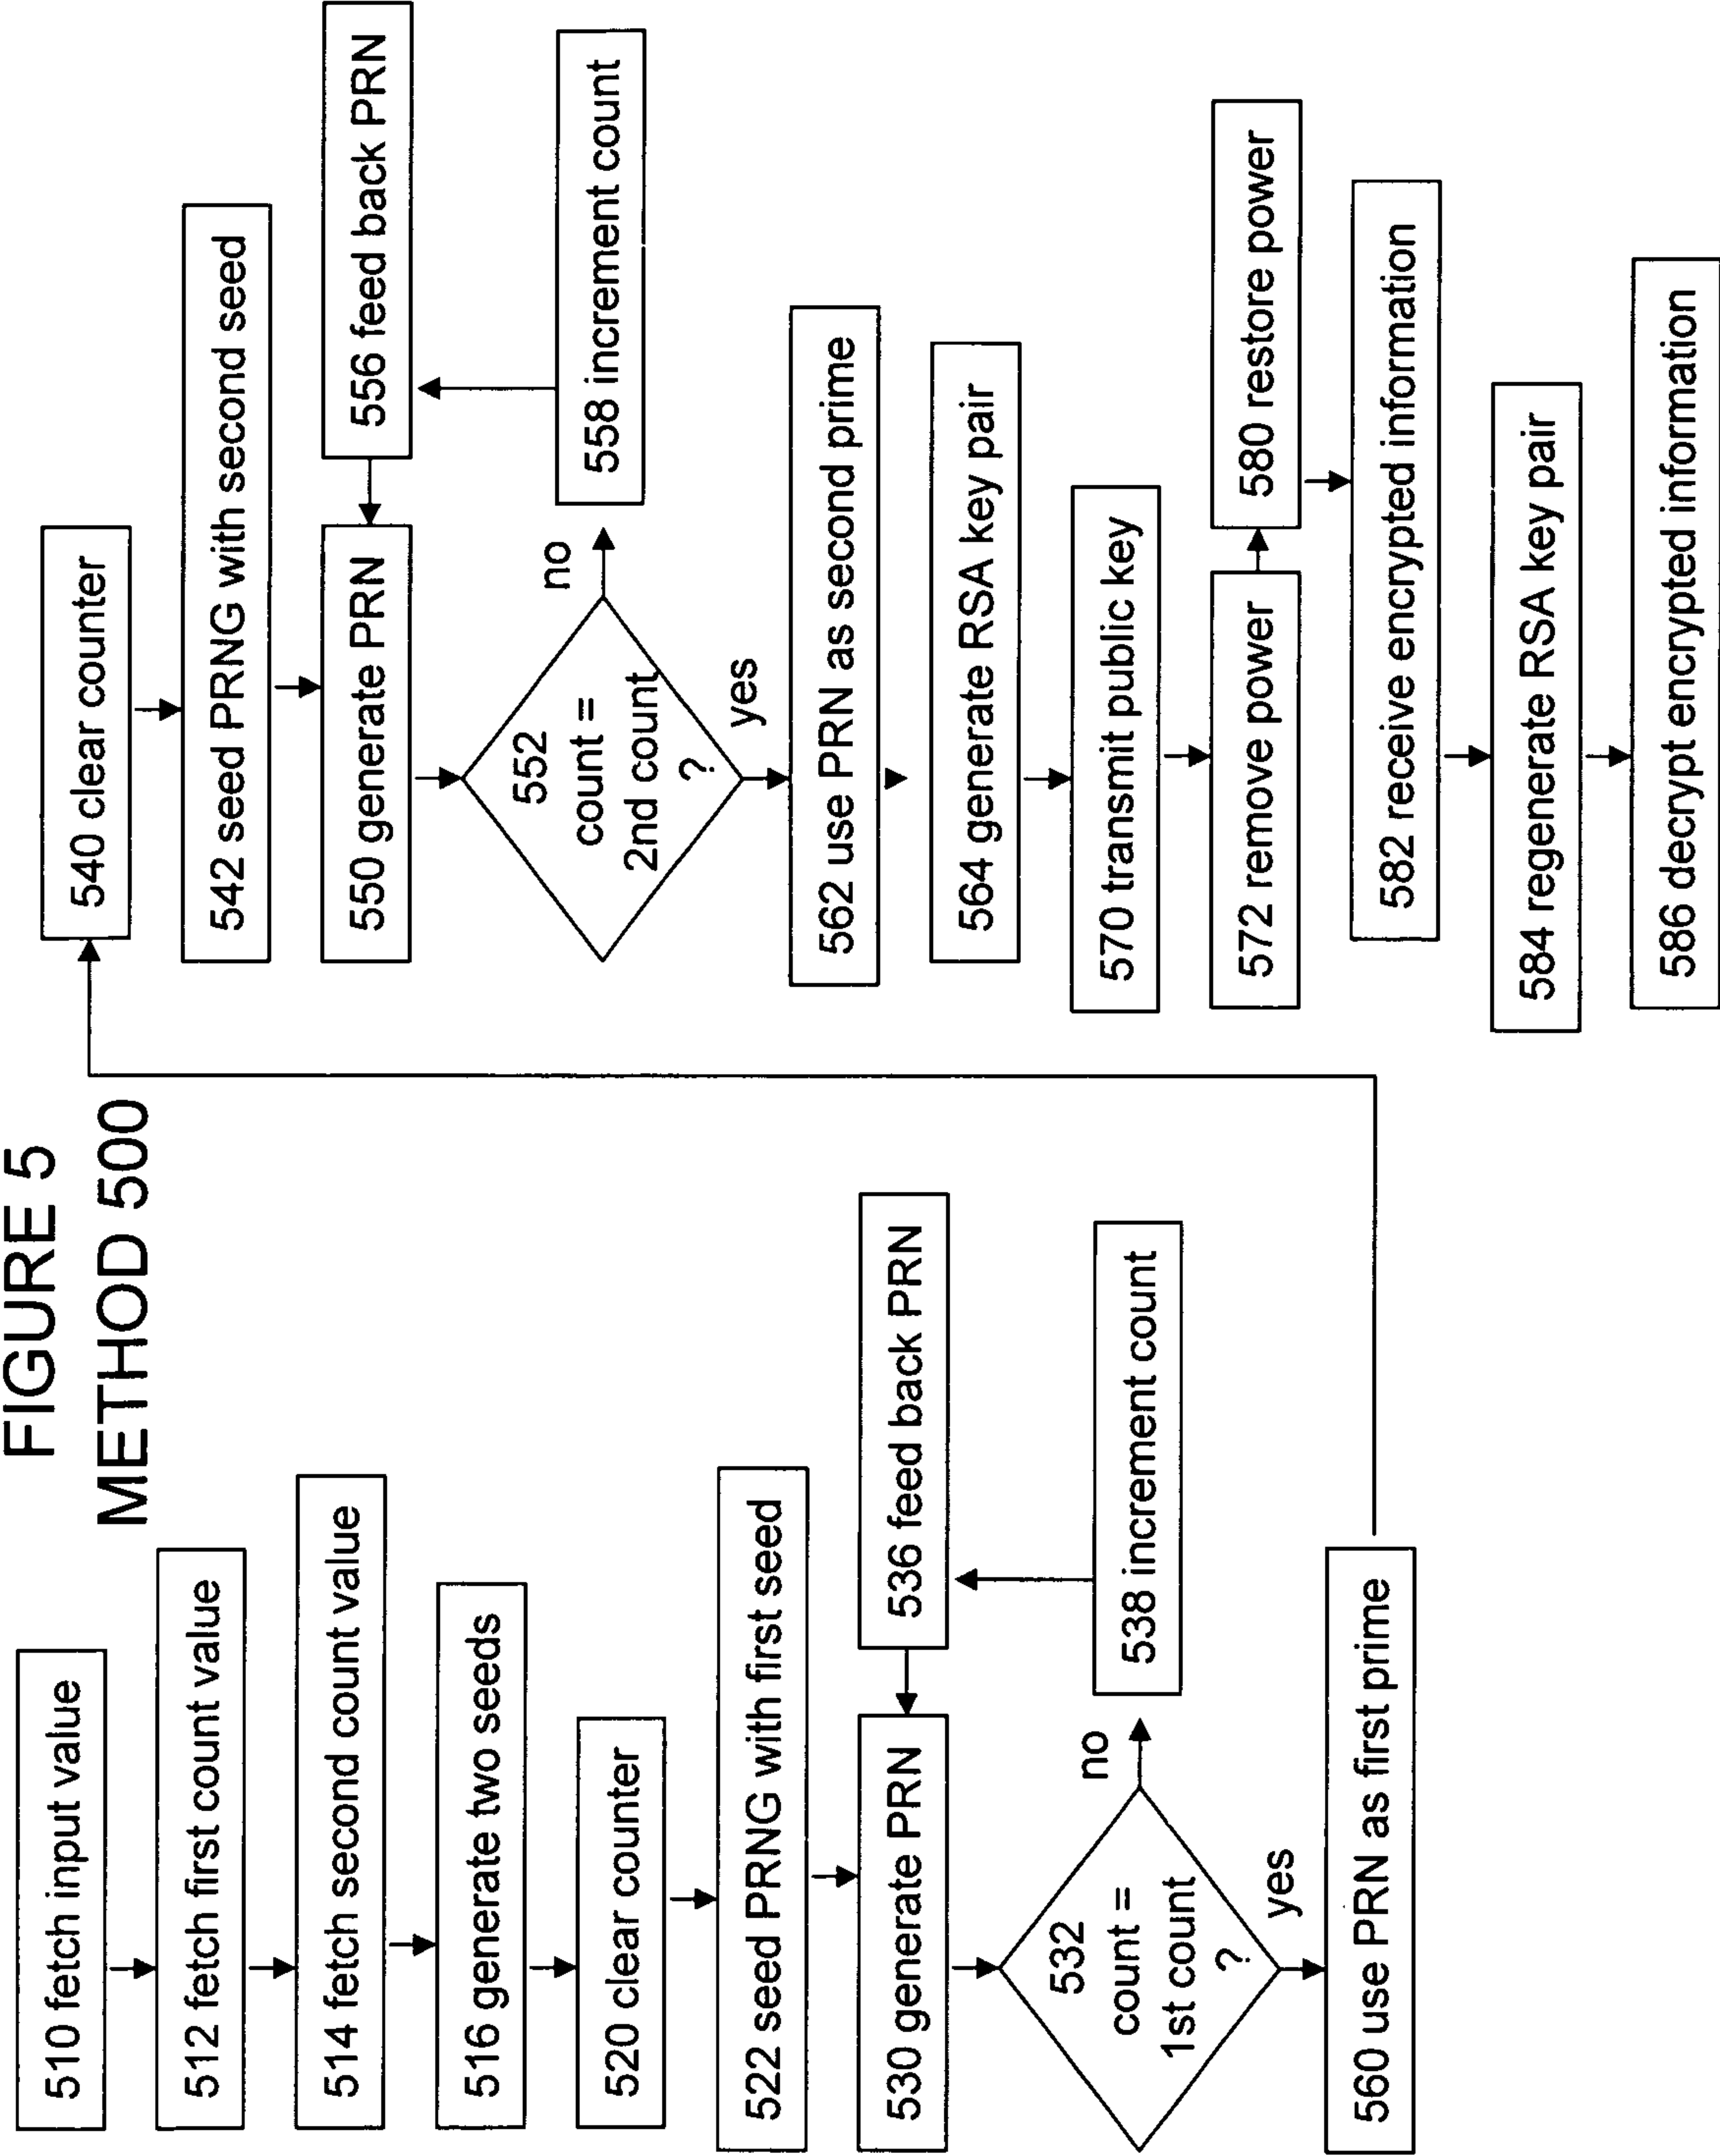 FIGURE 5
METHOD 500
510 fetch input value
512 fetch first count value
514 fetch second count value
516 generate two seeds
520 clear counter
522 seed PRNG with first seed
530 generate PRN
536 feed back PRN
532
count =
1st count
?
no
538 increment count
yes
560 use PRN as first prime
540 clear counter
542 seed PRNG with second seed
550 generate PRN
556 feed back PRN
552
count =
2nd count
?
no
558 increment count
yes
562 use PRN as second prime
564 generate RSA key pair
570 transmit public key
572 remove power
580 restore power
582 receive encrypted information
584 regenerate RSA key pair
586 decrypt encrypted information